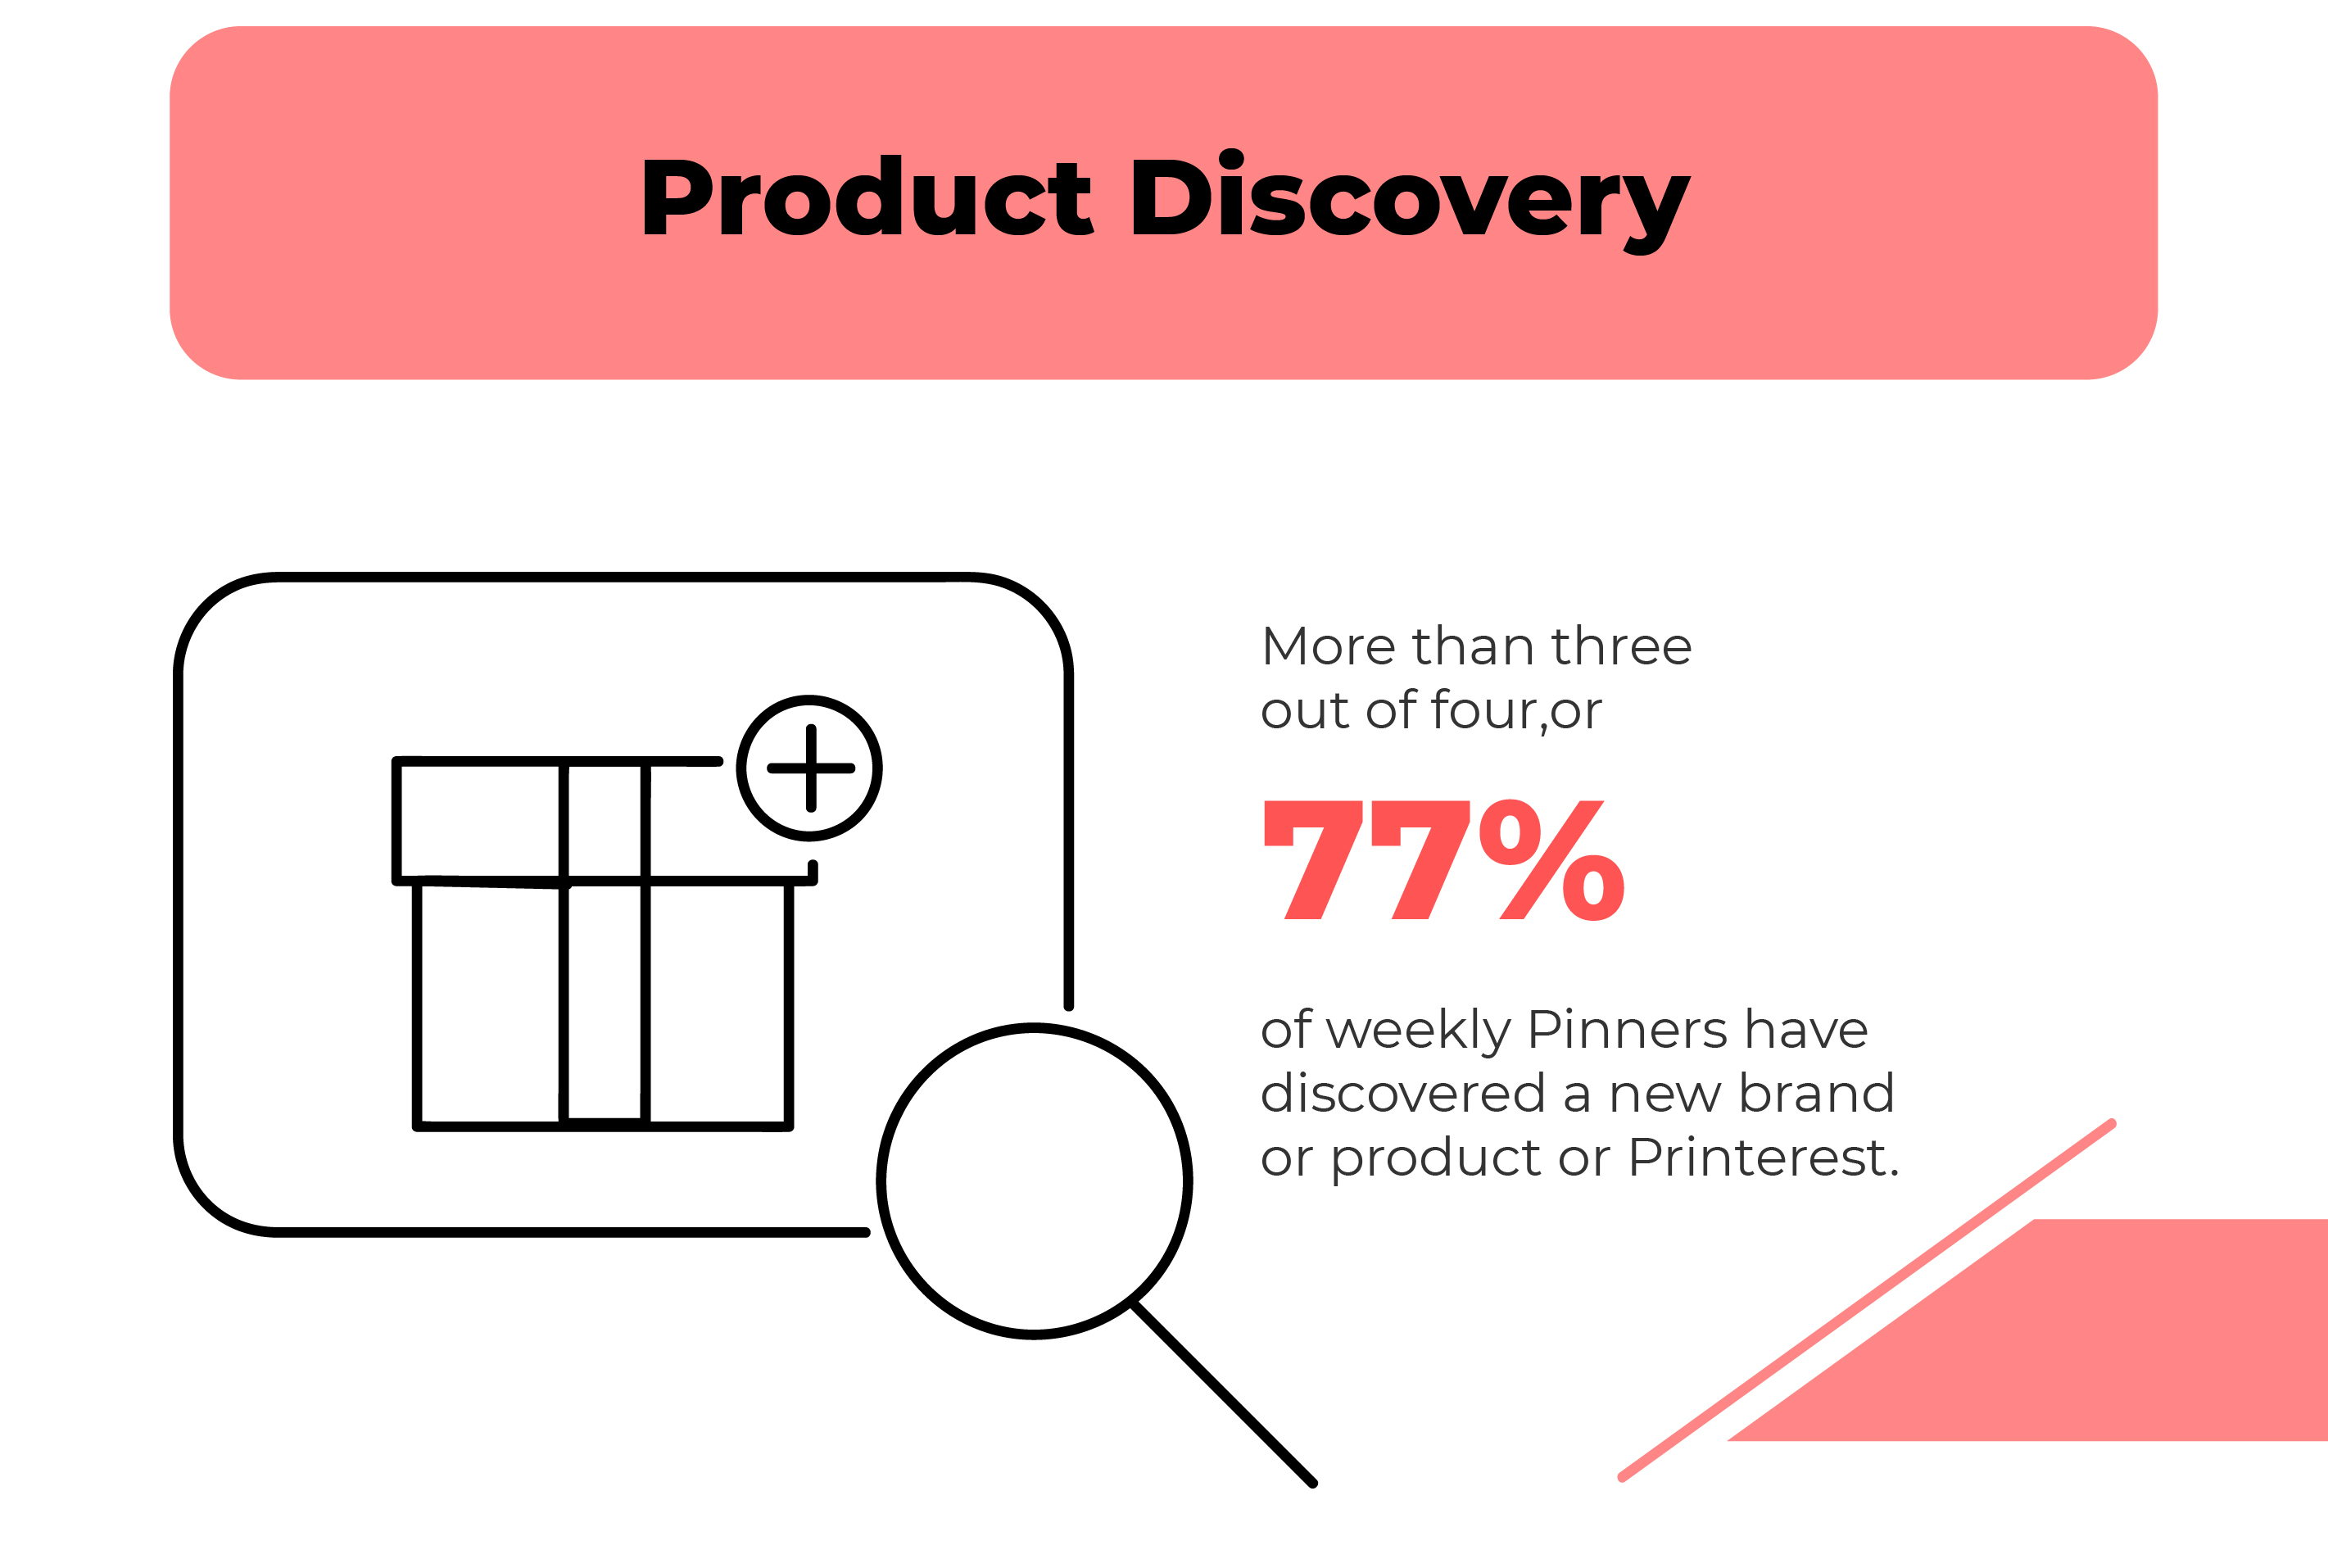 Product Discovery
More than three
out of four,or
77%
of weekly Pinners have
discovered a new brand
or product or Printerest.